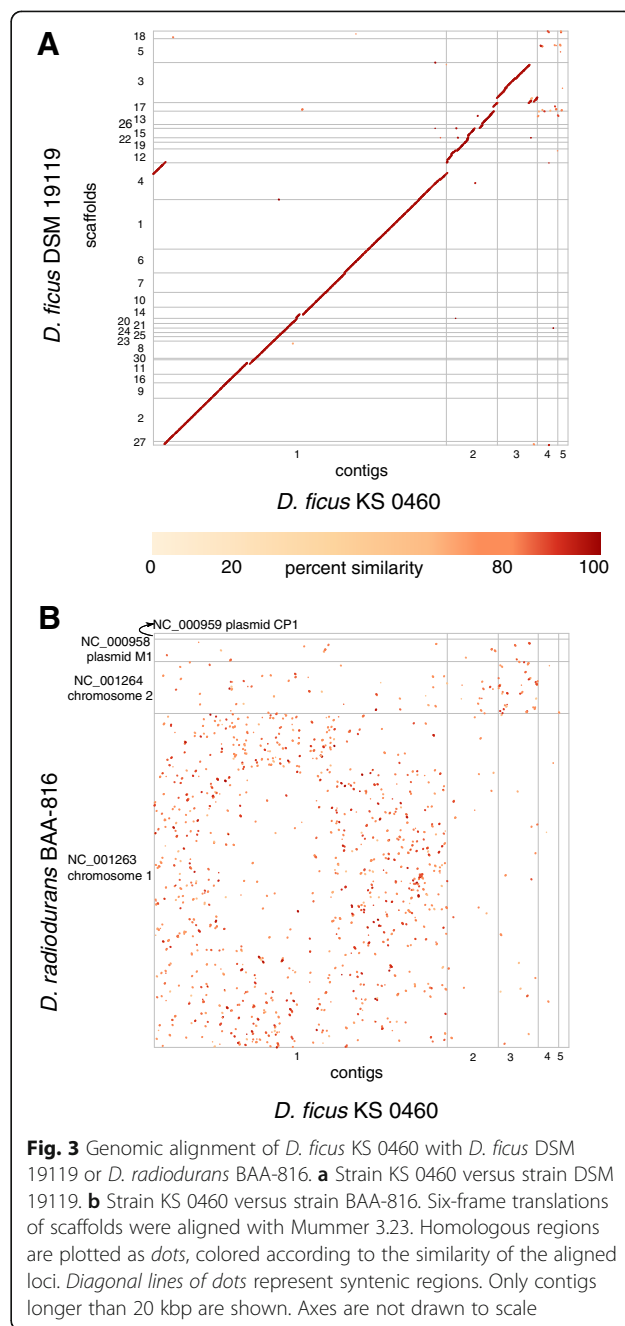 A
18
5
3
17
13
26
15
22
19
12
4
1
6
7
10
14
20
21
24
25
23
8
30
11
16
9
2
27
D. ficus DSM 19119
scaffolds
1 2 3 4 5
contigs
D. ficus KS 0460
0 20 percent similarity 80 100
B
NC_000959 plasmid CP1
NC_000958
plasmid M1
NC_001264
chromosome 2
NC_001263
chromosome 1
D. radiodurans BAA-816
1 2 3 4 5
contigs
D. ficus KS 0460
Fig. 3 Genomic alignment of D. ficus KS 0460 with D. ficus DSM
19119 or D. radiodurans BAA-816. a Strain KS 0460 versus strain DSM
19119. b Strain KS 0460 versus strain BAA-816. Six-frame translations
of scaffolds were aligned with Mummer 3.23. Homologous regions
are plotted as dots, colored according to the similarity of the aligned
loci. Diagonal lines of dots represent syntenic regions. Only contigs
longer than 20 kbp are shown. Axes are not drawn to scale